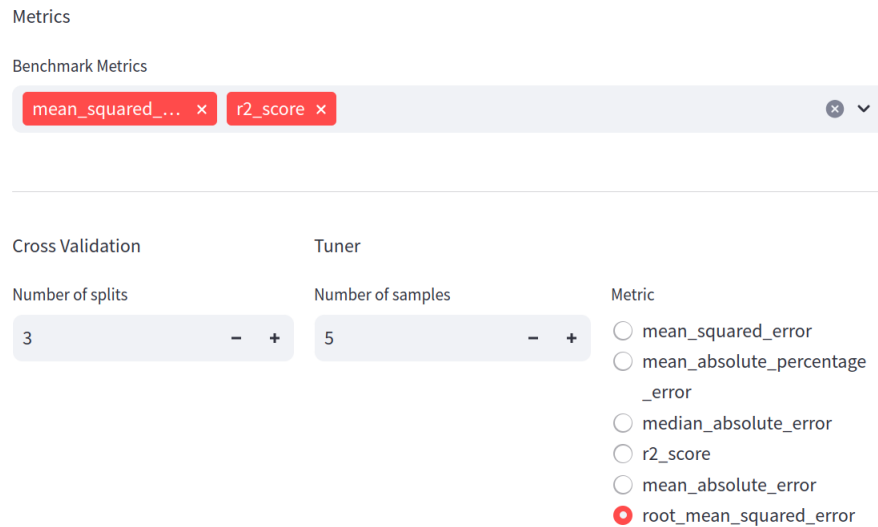 Metrics
Benchmark Metrics
mean_squared_... × r2_score ×
Cross Validation
Tuner
Number of splits
Number of samples
Metric
3 - +
5 - +
mean_squared_error
mean_absolute_percentage
_error
median_absolute_error
r2_score
mean_absolute_error
root_mean_squared_error